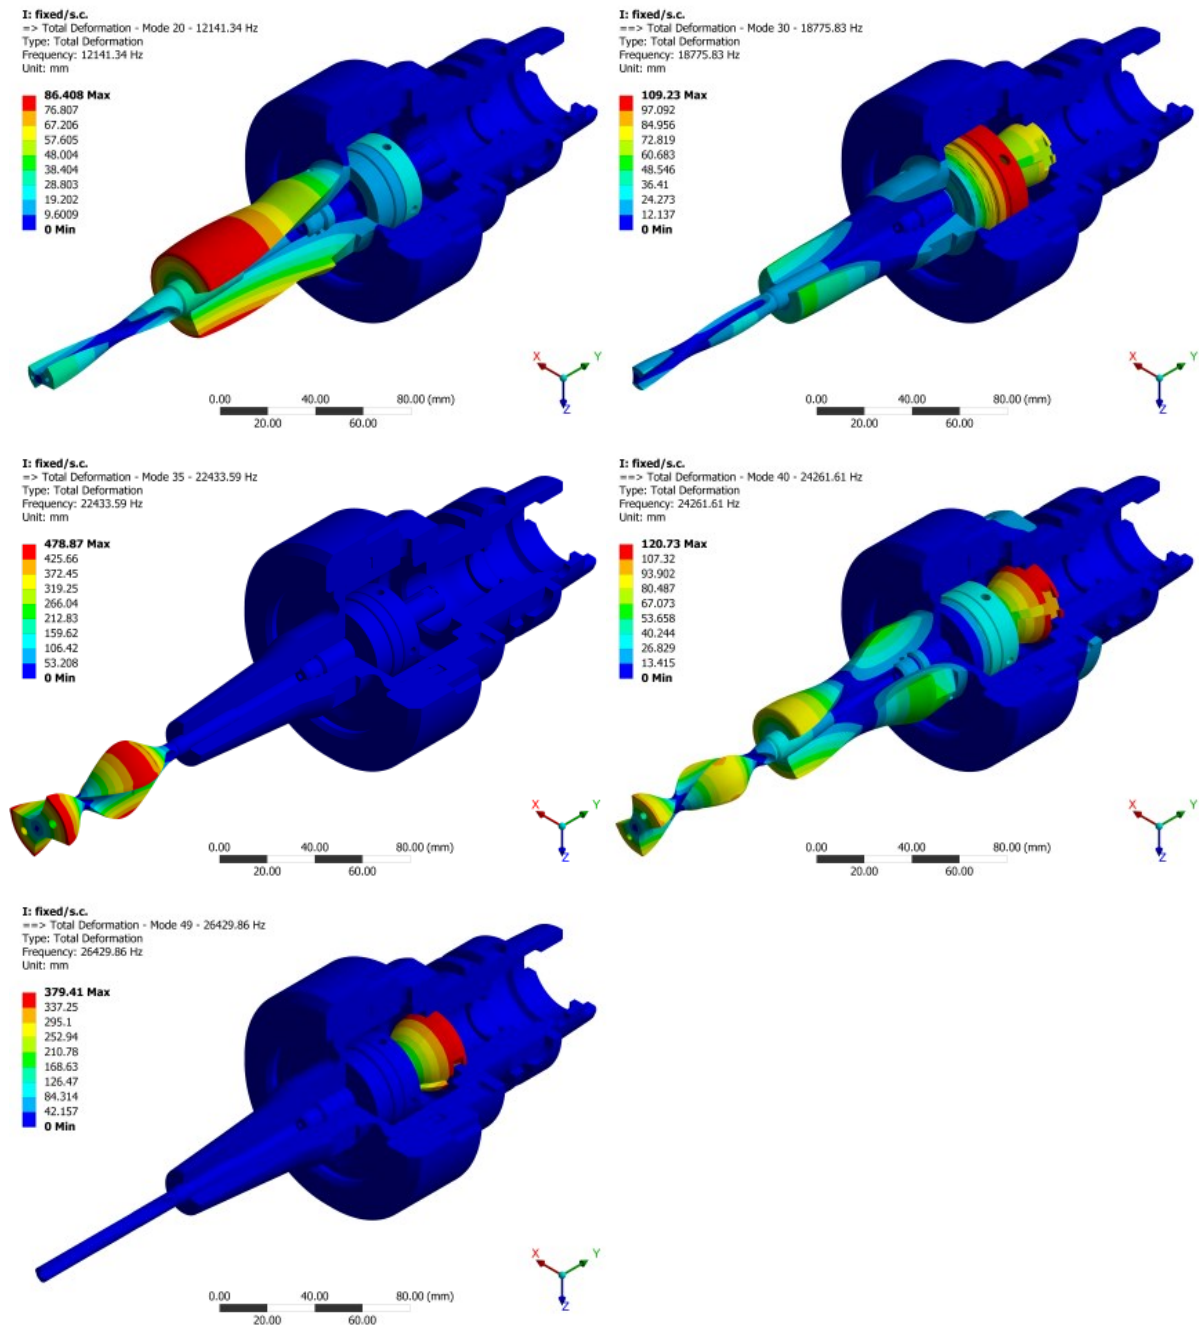 I: fixed/s.c.
=> Total Deformation - Mode 20 - 12141.34 Hz
Type: Total Deformation
Frequency: 12141.34 Hz
Unit: mm
86.408 Max
76.807
67.206
57.605
48.004
38.404
28.803
19.202
9.6009
0 Min
X Y
Z
0.00 40.00 80.00 (mm)
20.00 60.00
I: fixed/s.c.
==> Total Deformation - Mode 30 - 18775.83 Hz
Type: Total Deformation
Frequency: 18775.83 Hz
Unit: mm
109.23 Max
97.092
84.956
72.819
60.683
48.546
36.41
24.273
12.137
0 Min
X Y
Z
0.00 40.00 80.00 (mm)
20.00 60.00
I: fixed/s.c.
=> Total Deformation - Mode 35 - 22433.59 Hz
Type: Total Deformation
Frequency: 22433.59 Hz
Unit: mm
478.87 Max
425.66
372.45
319.25
266.04
212.83
159.62
106.42
53.208
0 Min
X Y
Z
0.00 40.00 80.00 (mm)
20.00 60.00
I: fixed/s.c.
==> Total Deformation - Mode 40 - 24261.61 Hz
Type: Total Deformation
Frequency: 24261.61 Hz
Unit: mm
120.73 Max
107.32
93.902
80.487
67.073
53.658
40.244
26.829
13.415
0 Min
X Y
Z
0.00 40.00 80.00 (mm)
20.00 60.00
I: fixed/s.c.
==> Total Deformation - Mode 49 - 26429.86 Hz
Type: Total Deformation
Frequency: 26429.86 Hz
Unit: mm
379.41 Max
337.25
295.1
252.94
210.78
168.63
126.47
84.314
42.157
0 Min
X Y
Z
0.00 40.00 80.00 (mm)
20.00 60.00